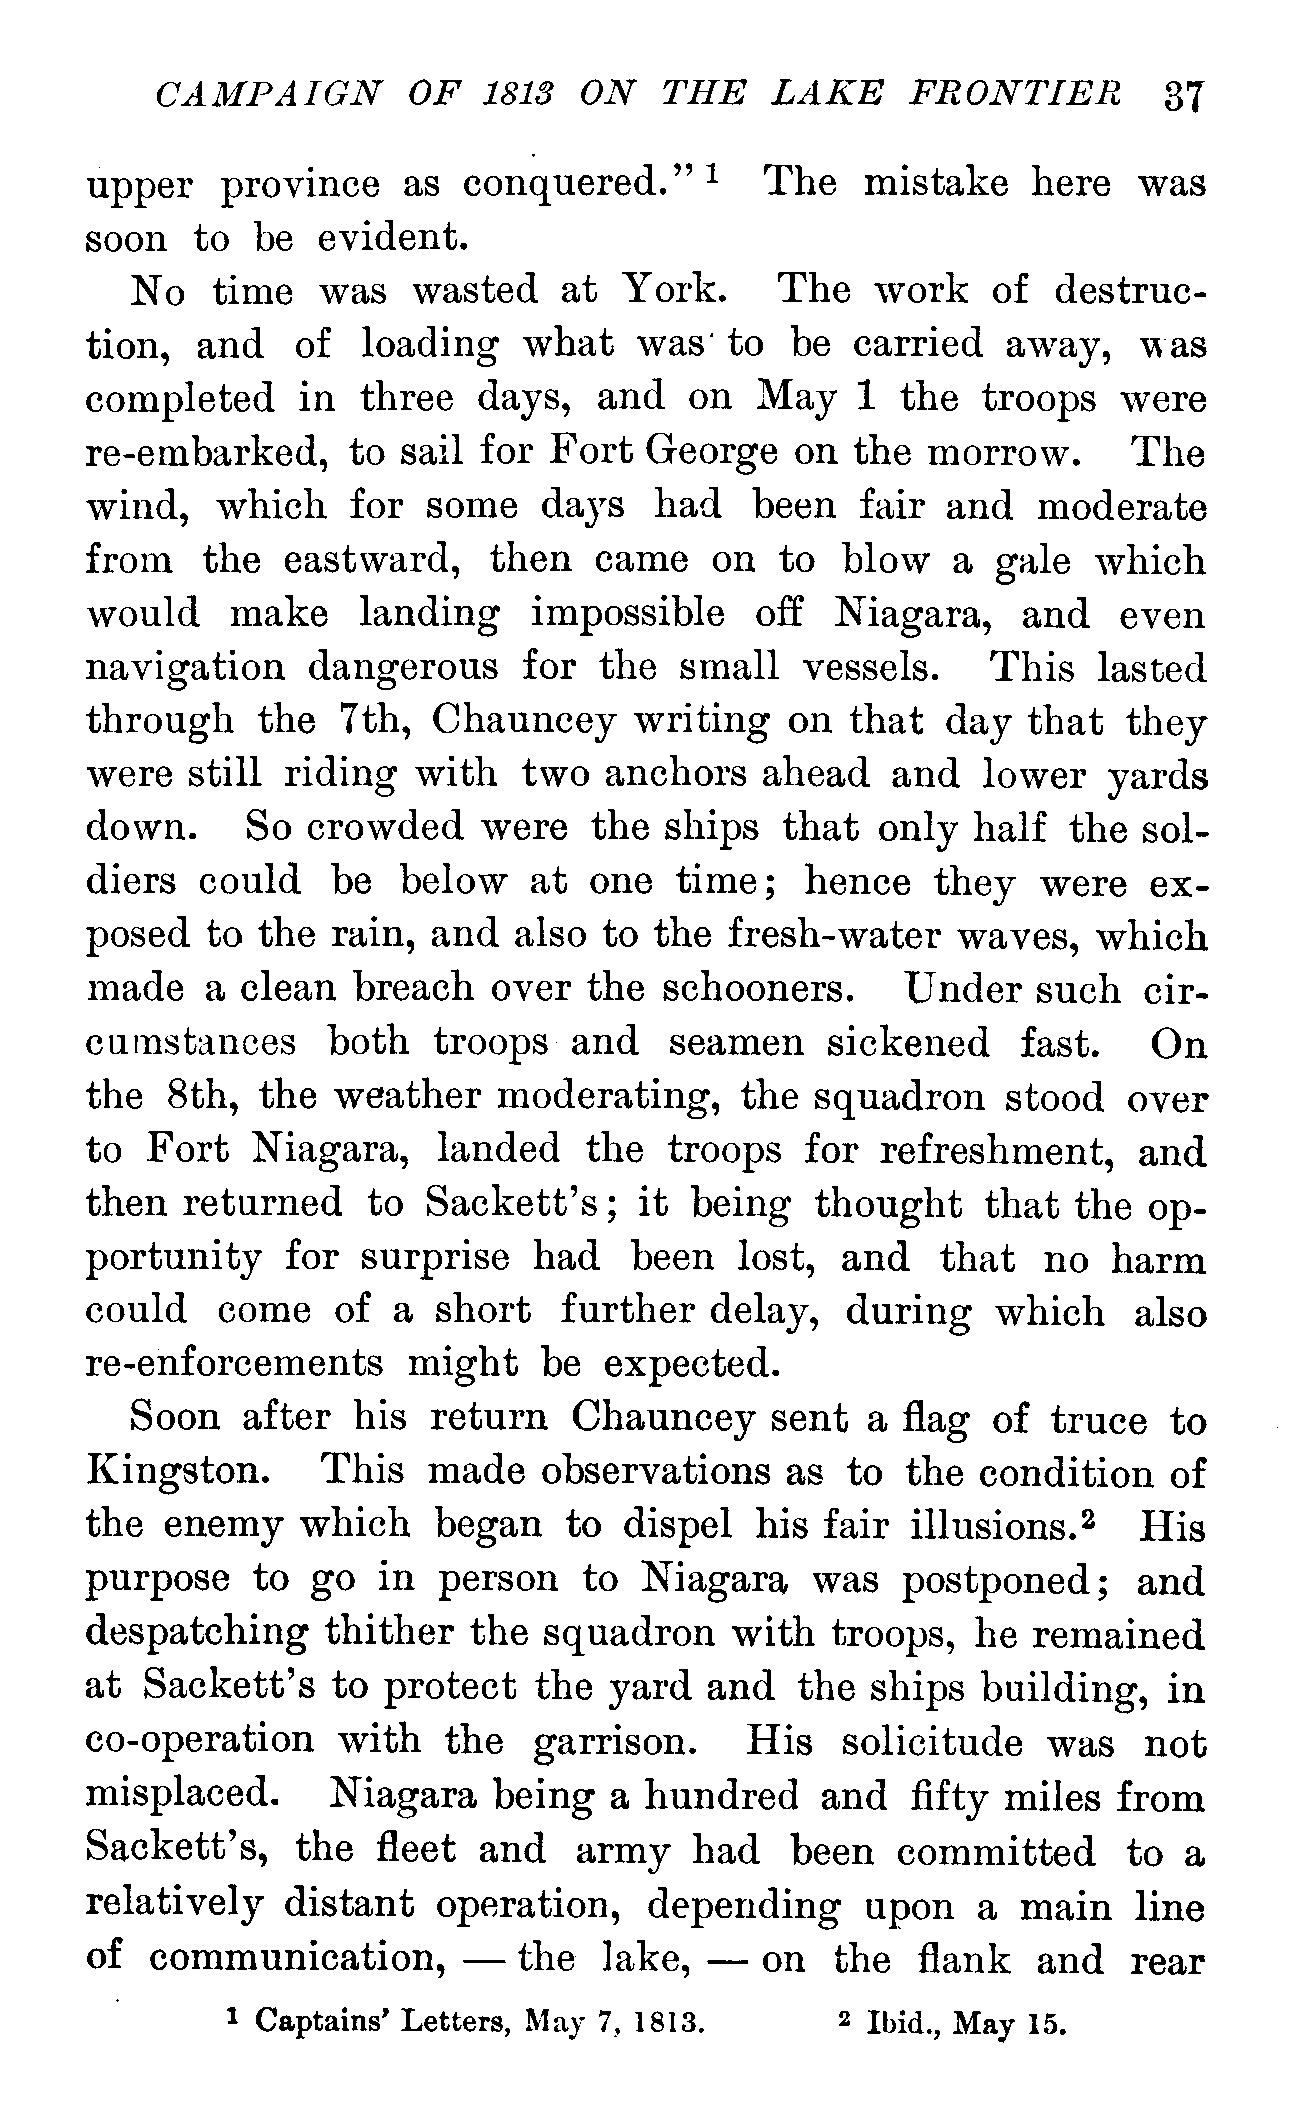 CAMPAIGN OF 1813 ON THE LAKE FRONTIER 37
upper province as conquered.” ¹ The mistake here was
soon to be evident.
No time was wasted at York. The work of destruc-
tion, and of loading what was to be carried away, was
completed in three days, and on May 1 the troops were
re-embarked, to sail for Fort George on the morrow. The
wind, which for some days had been fair and moderate
from the eastward, then came on to blow a gale which
would make landing impossible off Niagara, and even
navigation dangerous for the small vessels. This lasted
through the 7th, Chauncey writing on that day that they
were still riding with two anchors ahead and lower yards
down. So crowded were the ships that only half the sol-
diers could be below at one time; hence they were ex-
posed to the rain, and also to the fresh-water waves, which
made a clean breach over the schooners. Under such cir-
cumstances both troops and seamen sickened fast. On
the 8th, the weather moderating, the squadron stood over
to Fort Niagara, landed the troops for refreshment, and
then returned to Sackett’s; it being thought that the op-
portunity for surprise had been lost, and that no harm
could come of a short further delay, during which also
re-enforcements might be expected.
Soon after his return Chauncey sent a flag of truce to
Kingston. This made observations as to the condition of
the enemy which began to dispel his fair illusions.² His
purpose to go in person to Niagara was postponed; and
despatching thither the squadron with troops, he remained
at Sackett’s to protect the yard and the ships building, in
co-operation with the garrison. His solicitude was not
misplaced. Niagara being a hundred and fifty miles from
Sackett’s, the fleet and army had been committed to a
relatively distant operation, depending upon a main line
of communication, — the lake, — on the flank and rear
¹ Captains’ Letters, May 7, 1813. ² Ibid., May 15.